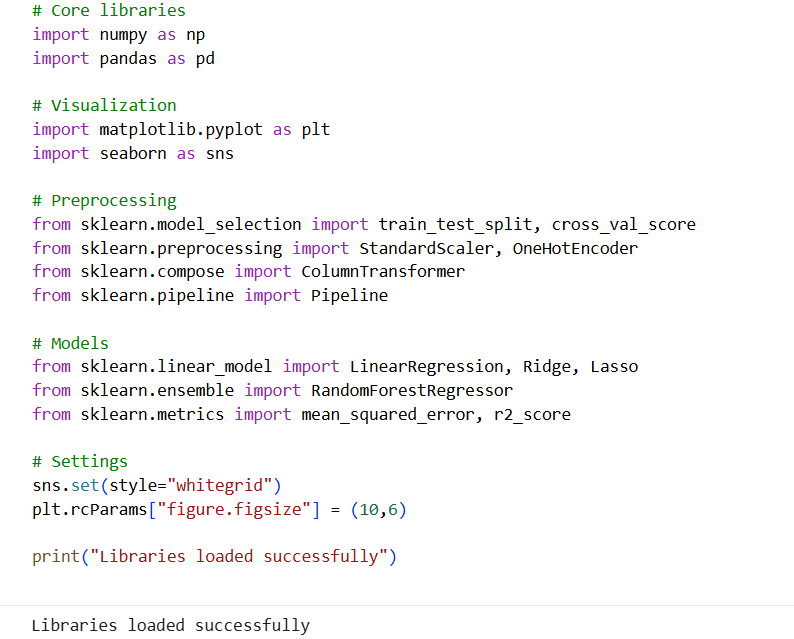 # Core libraries
import numpy as np
import pandas as pd
# Visualization
import matplotlib.pyplot as plt
import seaborn as sns
# Preprocessing
from sklearn.model_selection import train_test_split, cross_val_score
from sklearn.preprocessing import StandardScaler, OneHotEncoder
from sklearn.compose import ColumnTransformer
from sklearn.pipeline import Pipeline
# Models
from sklearn.linear_model import LinearRegression, Ridge, Lasso
from sklearn.ensemble import RandomForestRegressor
from sklearn.metrics import mean_squared_error, r2_score
# Settings
sns.set(style="whitegrid")
plt.rcParams["figure.figsize"] = (10,6)
print("Libraries loaded successfully")
Libraries loaded successfully